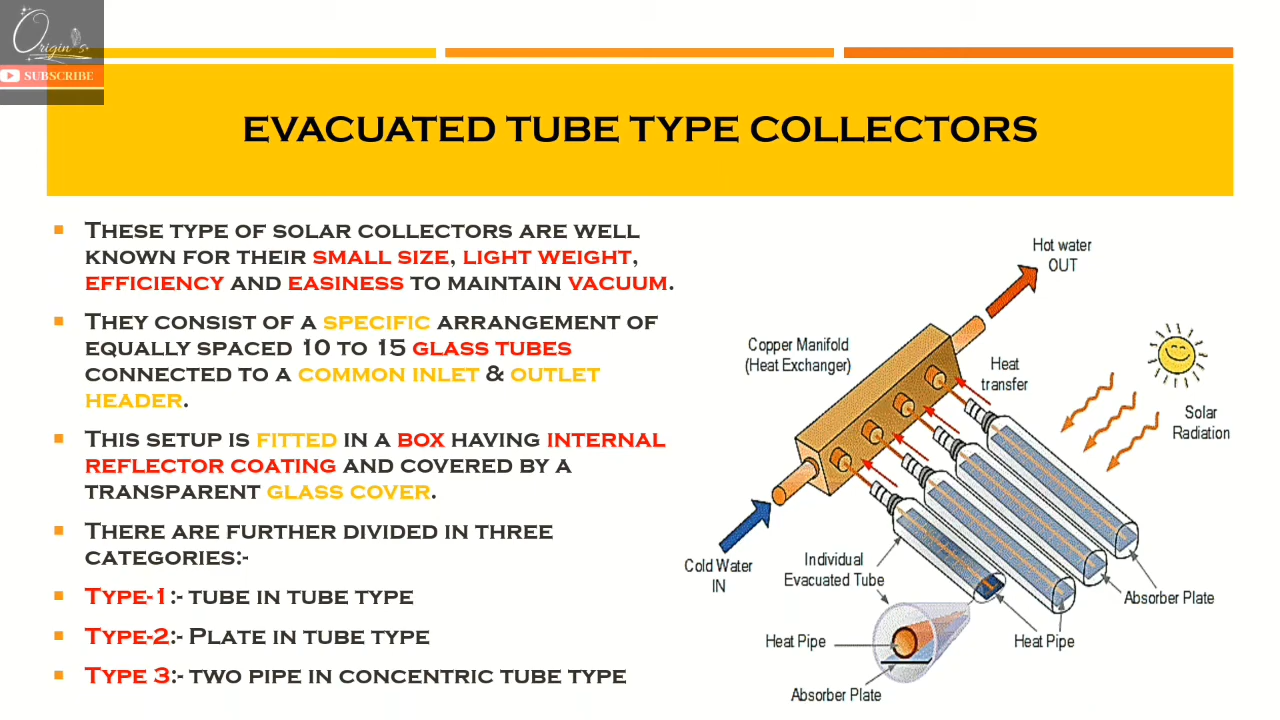 Origin's
SUBSCRIBE
EVACUATED TUBE TYPE COLLECTORS
THESE TYPE OF SOLAR COLLECTORS ARE WELL
KNOWN FOR THEIR SMALL SIZE, LIGHT WEIGHT,
EFFICIENCY AND EASINESS TO MAINTAIN VACUUM.
THEY CONSIST OF A SPECIFIC ARRANGEMENT OF
EQUALLY SPACED 10 TO 15 GLASS TUBES
CONNECTED TO A COMMON INLET & OUTLET
HEADER.
THIS SETUP IS FITTED IN A BOX HAVING INTERNAL
REFLECTOR COATING AND COVERED BY A
TRANSPARENT GLASS COVER.
THERE ARE FURTHER DIVIDED IN THREE
CATEGORIES:-
TYPE-1:- TUBE IN TUBE TYPE
TYPE-2:- PLATE IN TUBE TYPE
TYPE 3:- TWO PIPE IN CONCENTRIC TUBE TYPE
Hot water
OUT
Copper Manifold
(Heat Exchanger)
Heat
transfer
Solar
Radiation
Cold Water
IN
Individual
Evacuated Tube
Absorber Plate
Heat Pipe
Heat Pipe
Absorber Plate